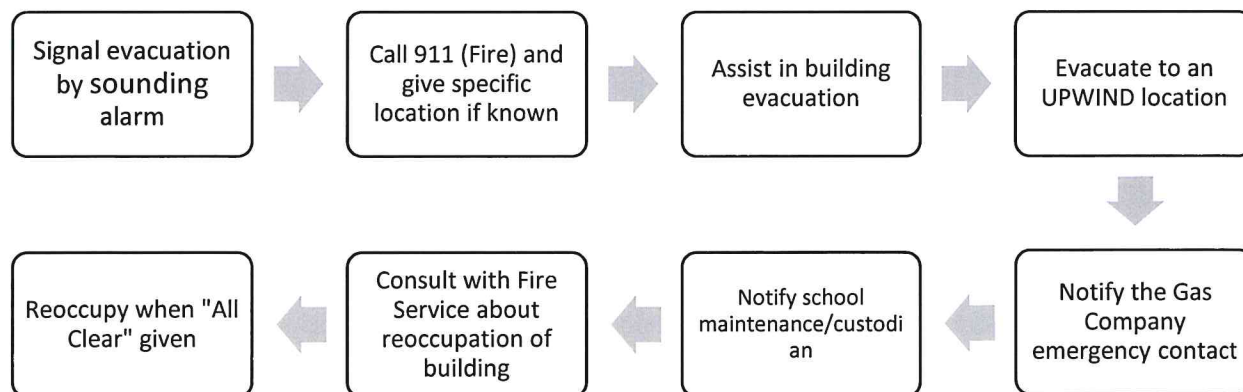 Signal evacuation
by sounding
alarm
Call 911 (Fire) and
give specific
location if known
Assist in building
evacuation
Evacuate to an
UPWIND location
Notify the Gas
Company
emergency contact
Notify school
maintenance/custodi
an
Consult with Fire
Service about
reoccupation of
building
Reoccupy when "All
Clear" given